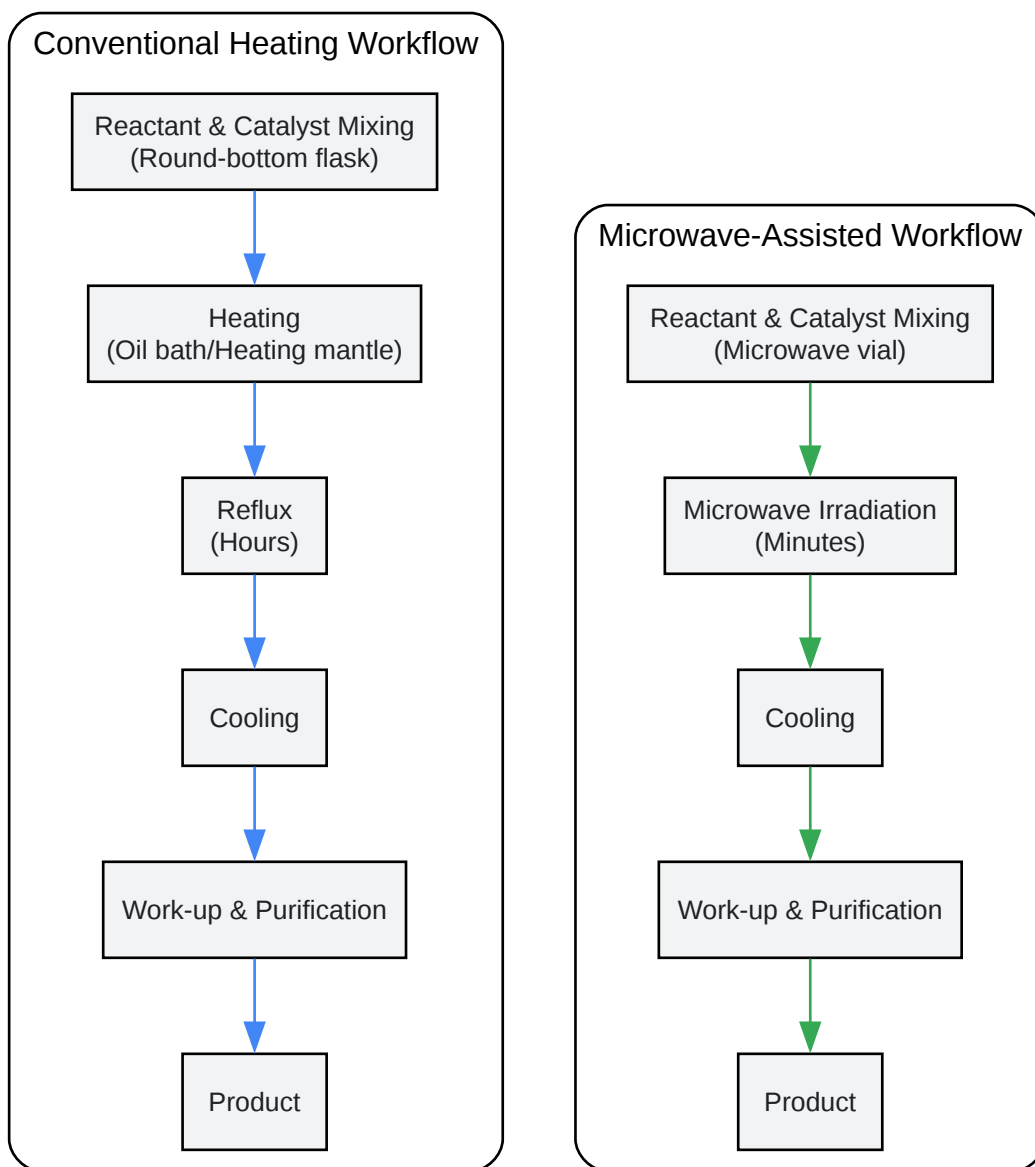 Conventional Heating Workflow
Reactant & Catalyst Mixing
(Round-bottom flask)
Heating
(Oil bath/Heating mantle)
Reflux
(Hours)
Cooling
Work-up & Purification
Product
Microwave-Assisted Workflow
Reactant & Catalyst Mixing
(Microwave vial)
Microwave Irradiation
(Minutes)
Cooling
Work-up & Purification
Product